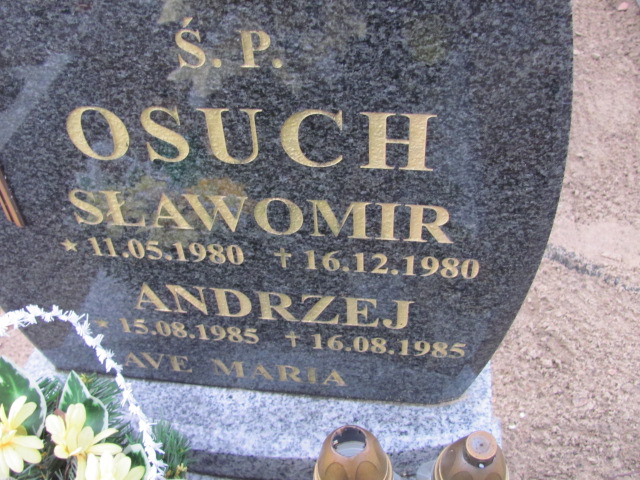 Ś. P.
OSUCH
SŁAWOMIR
★ 11.05.1980 † 16.12.1980
ANDRZEJ
★ 15.08.1985 † 16.08.1985
AVE MARIA